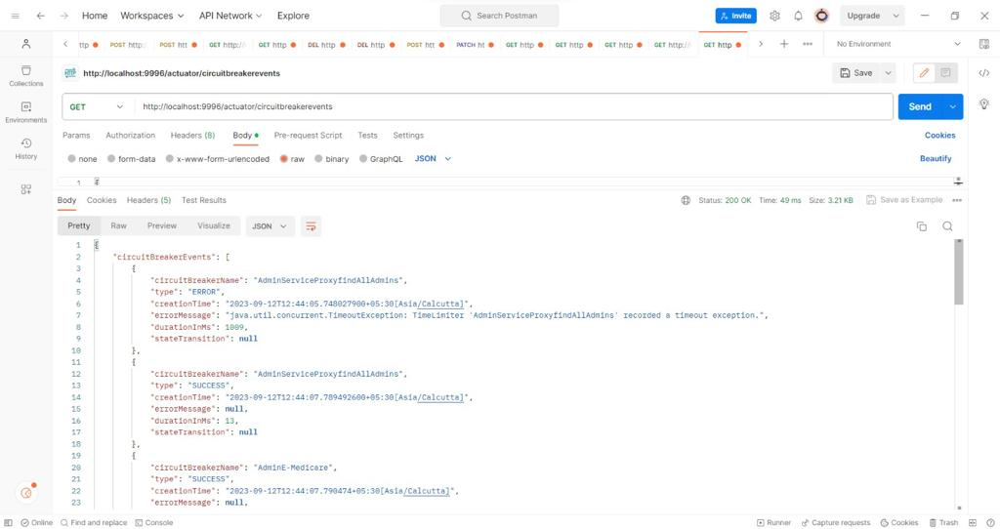 Home Workspaces API Network Explore Search Postman Invite Upgrade
ttp POST http: POST htt GET http:// GET http DEL http DEL http POST htt PATCH ht GET http GET http GET http GET http:// GET http No Environment
http://localhost:9996/actuator/circuitbreakerevents Save
GET http://localhost:9996/actuator/circuitbreakerevents Send
Params Authorization Headers (8) Body Pre-request Script Tests Settings Cookies
none form-data x-www-form-urlencoded raw binary GraphQL JSON Beautify
1 {
Body Cookies Headers (5) Test Results Status: 200 OK Time: 49 ms Size: 3.21 KB Save as Example
Pretty Raw Preview Visualize JSON
Collections
Environments
History
1 {
2 "circuitBreakerEvents": [
3 {
4 "circuitBreakerName": "AdminServiceProxyfindAllAdmins",
5 "type": "ERROR",
6 "creationTime": "2023-09-12T12:44:05.748027900+05:30[Asia/Calcutta]",
7 "errorMessage": "java.util.concurrent.TimeoutException: TimeLimiter 'AdminServiceProxyfindAllAdmins' recorded a timeout exception.",
8 "durationInMs": 1009,
9 "stateTransition": null
10 },
11 {
12 "circuitBreakerName": "AdminServiceProxyfindAllAdmins",
13 "type": "SUCCESS",
14 "creationTime": "2023-09-12T12:44:07.789492600+05:30[Asia/Calcutta]",
15 "errorMessage": null,
16 "durationInMs": 13,
17 "stateTransition": null
18 },
19 {
20 "circuitBreakerName": "AdminE-Medicare",
21 "type": "SUCCESS",
22 "creationTime": "2023-09-12T12:44:07.790474+05:30[Asia/Calcutta]",
23 "errorMessage": null,
Online Find and replace Console Runner Capture requests Cookies Trash